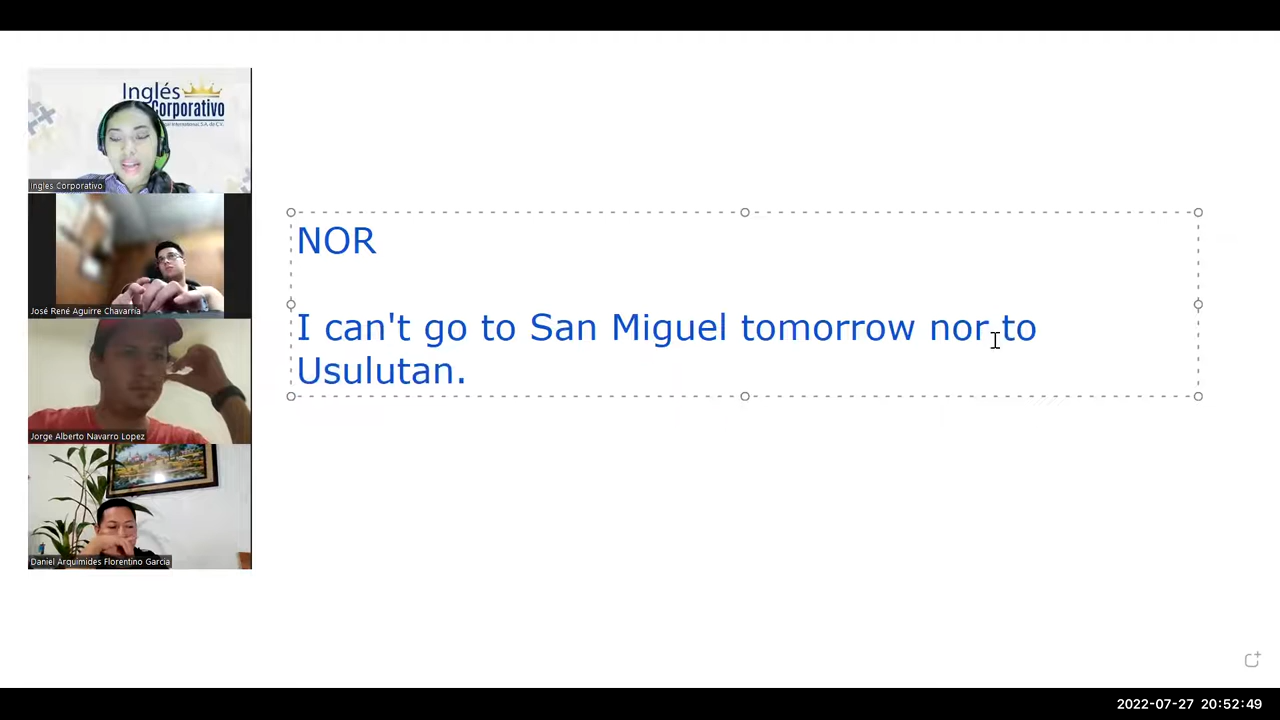 Inglés
Corporativo
Ingles Corporativo
José René Aguirre Chavarría
Jorge Alberto Navarro Lopez
Daniel Arquimides Florentino Garcia
NOR
I can't go to San Miguel tomorrow nor to
Usulutan.
2022-07-27 20:52:49